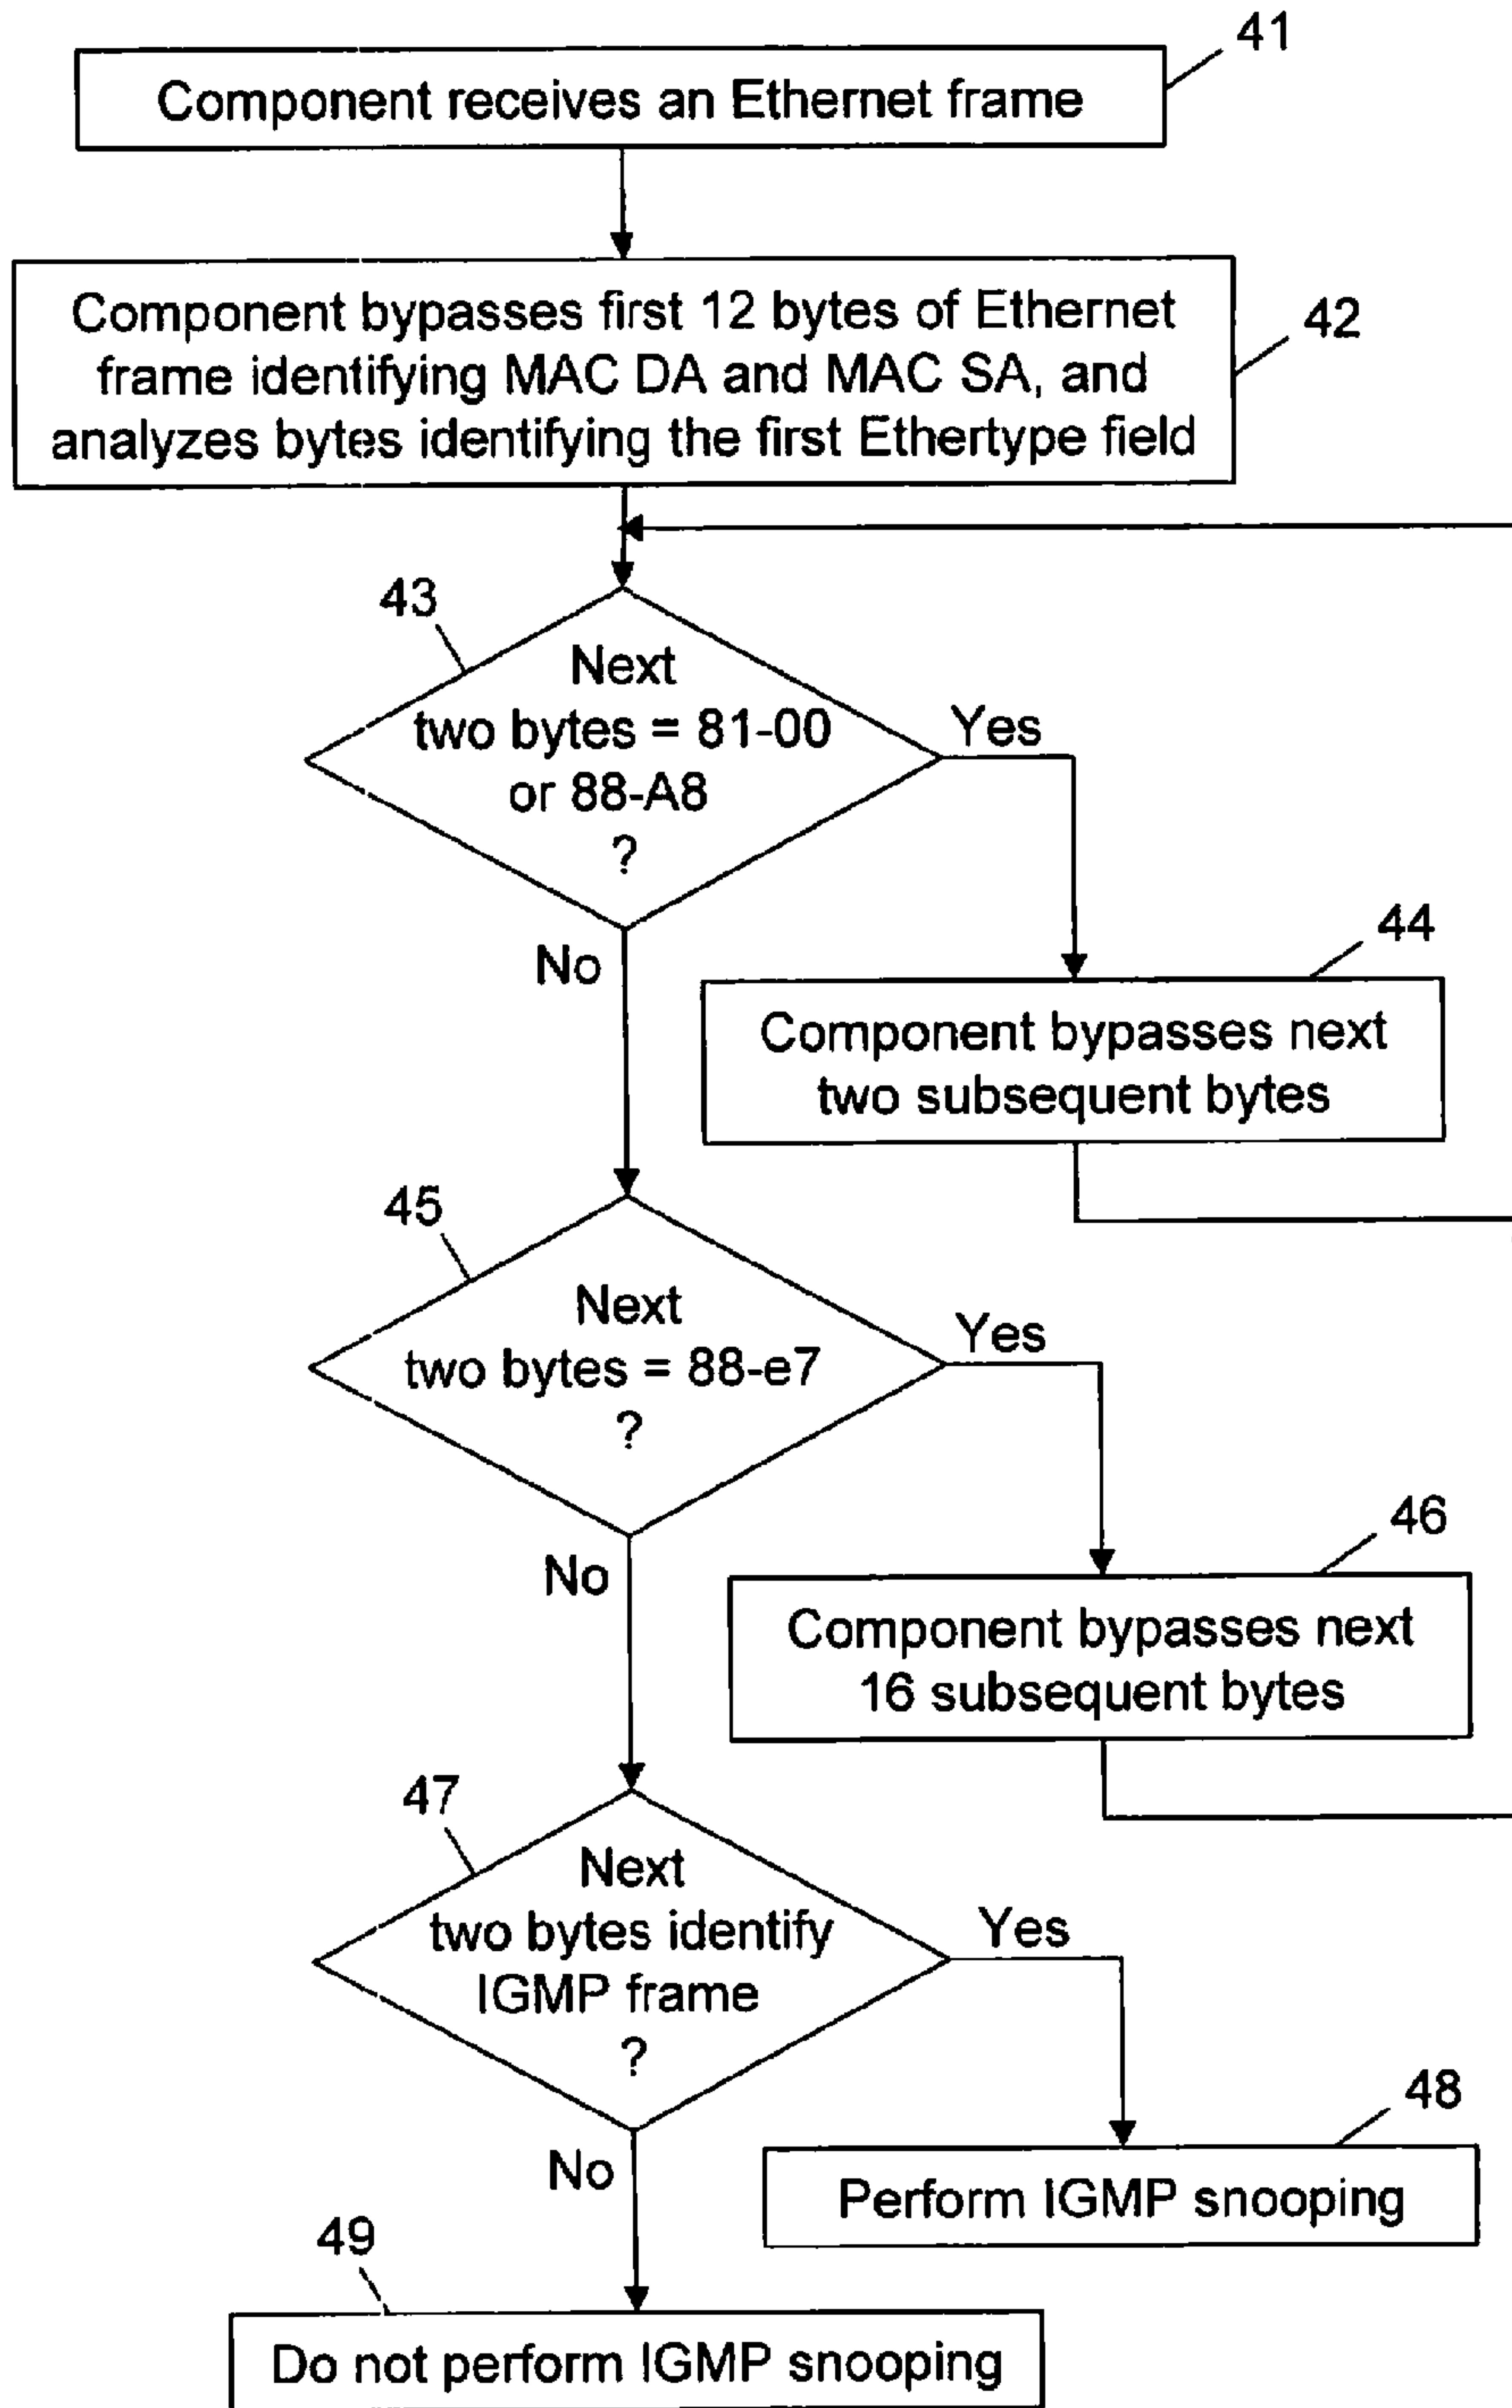 41
Component receives an Ethernet frame
Component bypasses first 12 bytes of Ethernet
frame identifying MAC DA and MAC SA, and
analyzes bytes identifying the first Ethertype field
42
43
Next
two bytes = 81-00
or 88-A8
?
Yes
No
44
Component bypasses next
two subsequent bytes
45
Next
two bytes = 88-e7
?
Yes
No
46
Component bypasses next
16 subsequent bytes
47
Next
two bytes identify
IGMP frame
?
Yes
No
48
Perform IGMP snooping
49
Do not perform IGMP snooping